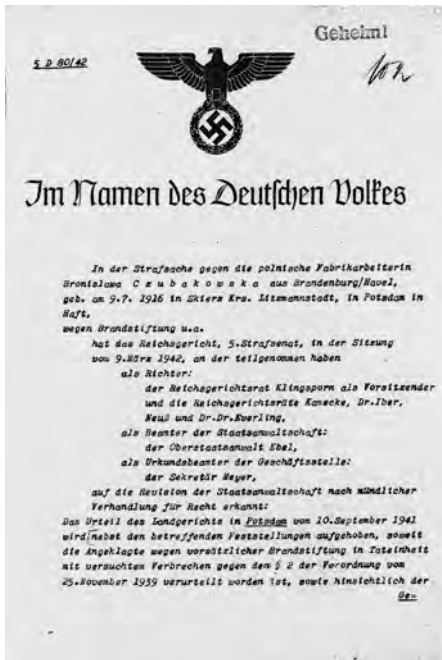 Geheim!
5 D 80/42
Im Namen des Deutschen Volkes
In der Strafsache gegen die polnische Fabrikarbeiterin
Bronislawa C z u b a k o w s k a aus Brandenburg/Havel,
geb. am 9.7. 1916 in Skierz Krs. Litzmannstadt, in Potsdam in
Haft,
wegen Brandstiftung u.a.
hat das Reichsgericht, 5.Strafsenat, in der Sitzung
vom 9.März 1942, an der teilgenommen haben
als Richter:
der Reichsgerichtsrat Klingsporn als Vorsitzender
und die Reichsgerichtsräte Kamecke, Dr.Iber,
Neuß und Dr.Dr.Everling,
als Beamter der Staatsanwaltschaft:
der Oberstaatsanwalt Ebel,
als Urkundsbeamter der Geschäftsstelle:
der Sekretär Meyer,
auf die Revision der Staatsanwaltschaft nach mündlicher
Verhandlung für Recht erkannt:
Das Urteil des Landgerichts in Potsdam vom 10.September 1941
wird nebst den betreffenden Feststellungen aufgehoben, soweit
die Angeklagte wegen vorsätzlicher Brandstiftung in Tateinheit
mit versuchtem Verbrechen gegen den § 2 der Verordnung vom
25.November 1939 verurteilt worden ist, sowie hinsichtlich der
Ge=